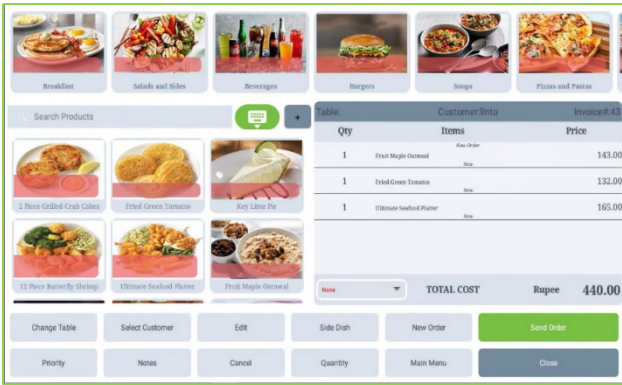 Breakfast
Salads and Sides
Beverages
Burgers
Soups
Pizzas and Pastas
Search Products
+
Table:
Customer:linto
Invoice#:43
Qty
Items
Price
New Order
1
Fruit Maple Oatmeal
143.00
New
1
Fried Green Tomatos
132.00
New
1
Ultimate Seafood Platter
165.00
New
2 Piece Grilled Crab Cakes
Fried Green Tomatos
Key Lime Pie
12 Piece Butterfly Shrimp
Ultimate Seafood Platter
Fruit Maple Oatmeal
None
TOTAL COST
Rupee
440.00
Change Table
Select Customer
Edit
Side Dish
New Order
Send Order
Priority
Notes
Cancel
Quantity
Main Menu
Close